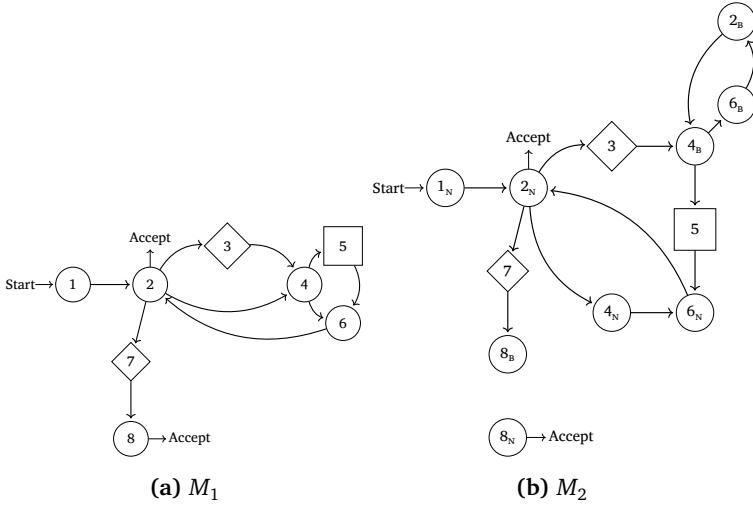 2B
6B
Accept
3
4B
Start
1N
2N
5
7
4N
6N
8B
8N
Accept
Accept
3
5
Start
1
2
4
6
7
8
Accept
(a) M1
(b) M2